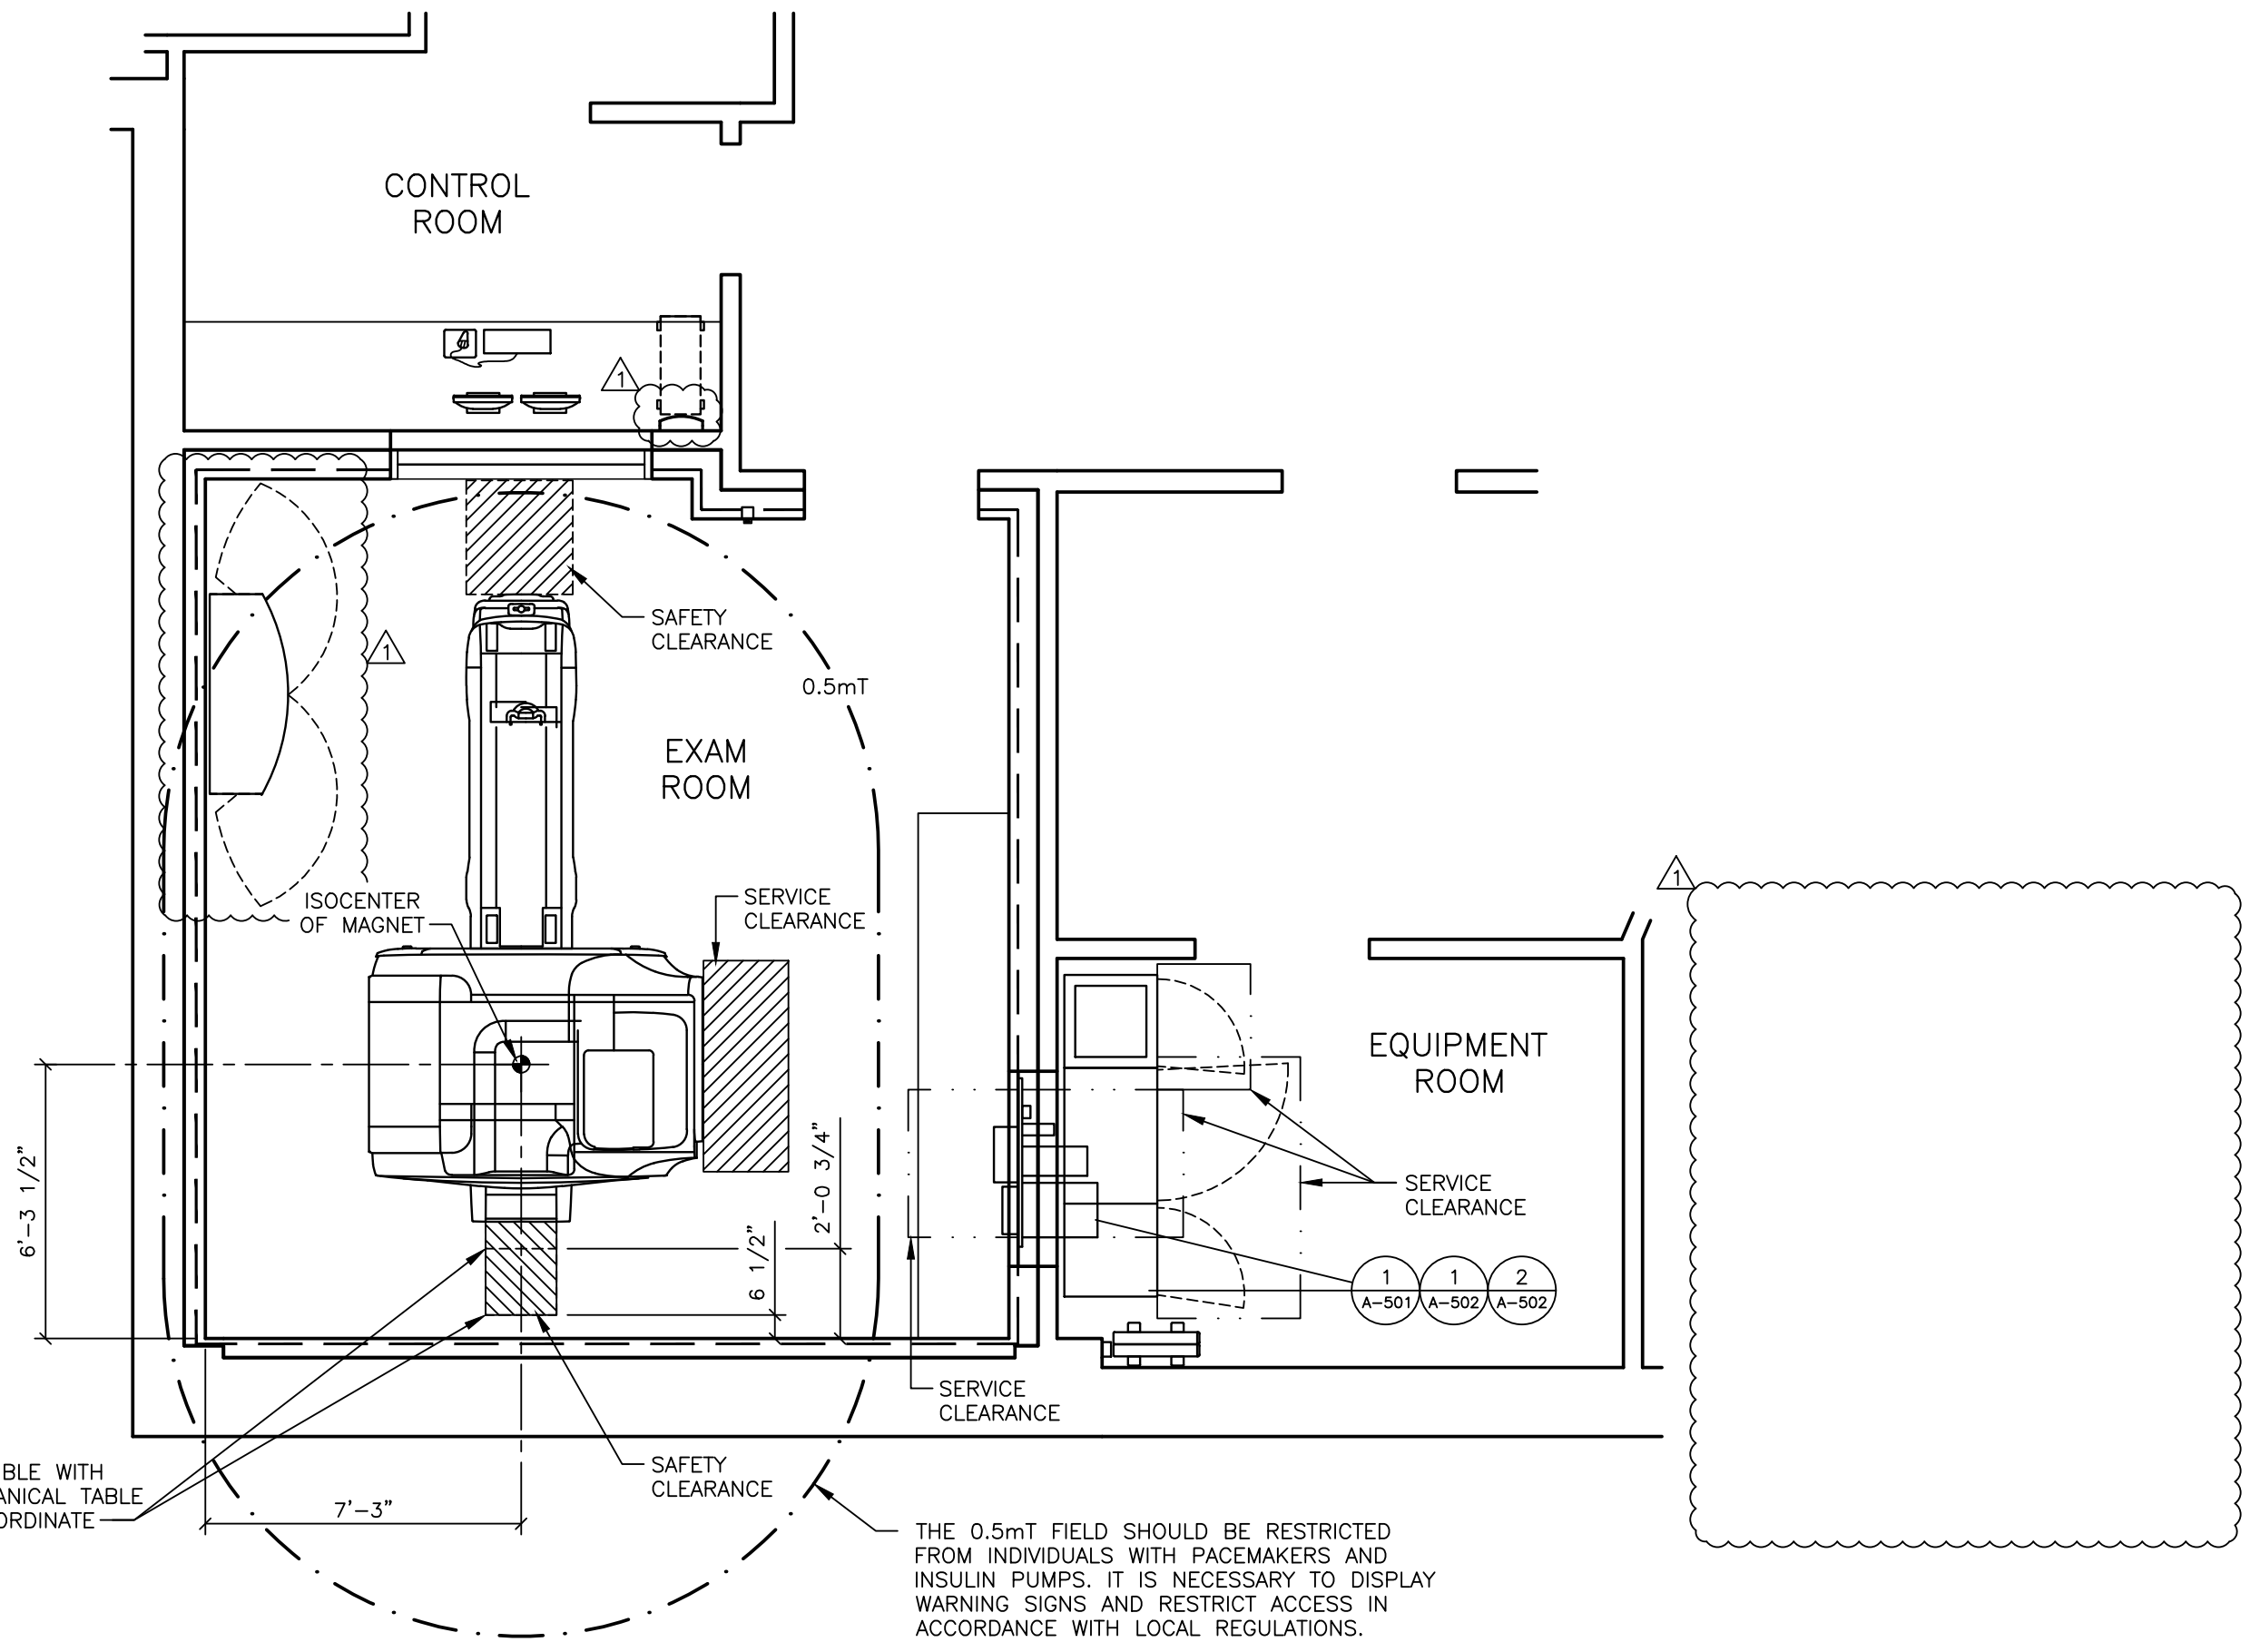 CONTROL
ROOM
1
SAFETY
CLEARANCE
1
0.5mT
EXAM
ROOM
ISOCENTER
OF MAGNET
SERVICE
CLEARANCE
1
EQUIPMENT
ROOM
6'-3 1/2"
2'-0 3/4"
6 1/2"
SERVICE
CLEARANCE
1
A-501
1
A-502
2
A-502
SERVICE
CLEARANCE
BLE WITH
ANICAL TABLE
ORDINATE
7'-3"
SAFETY
CLEARANCE
THE 0.5mT FIELD SHOULD BE RESTRICTED
FROM INDIVIDUALS WITH PACEMAKERS AND
INSULIN PUMPS. IT IS NECESSARY TO DISPLAY
WARNING SIGNS AND RESTRICT ACCESS IN
ACCORDANCE WITH LOCAL REGULATIONS.